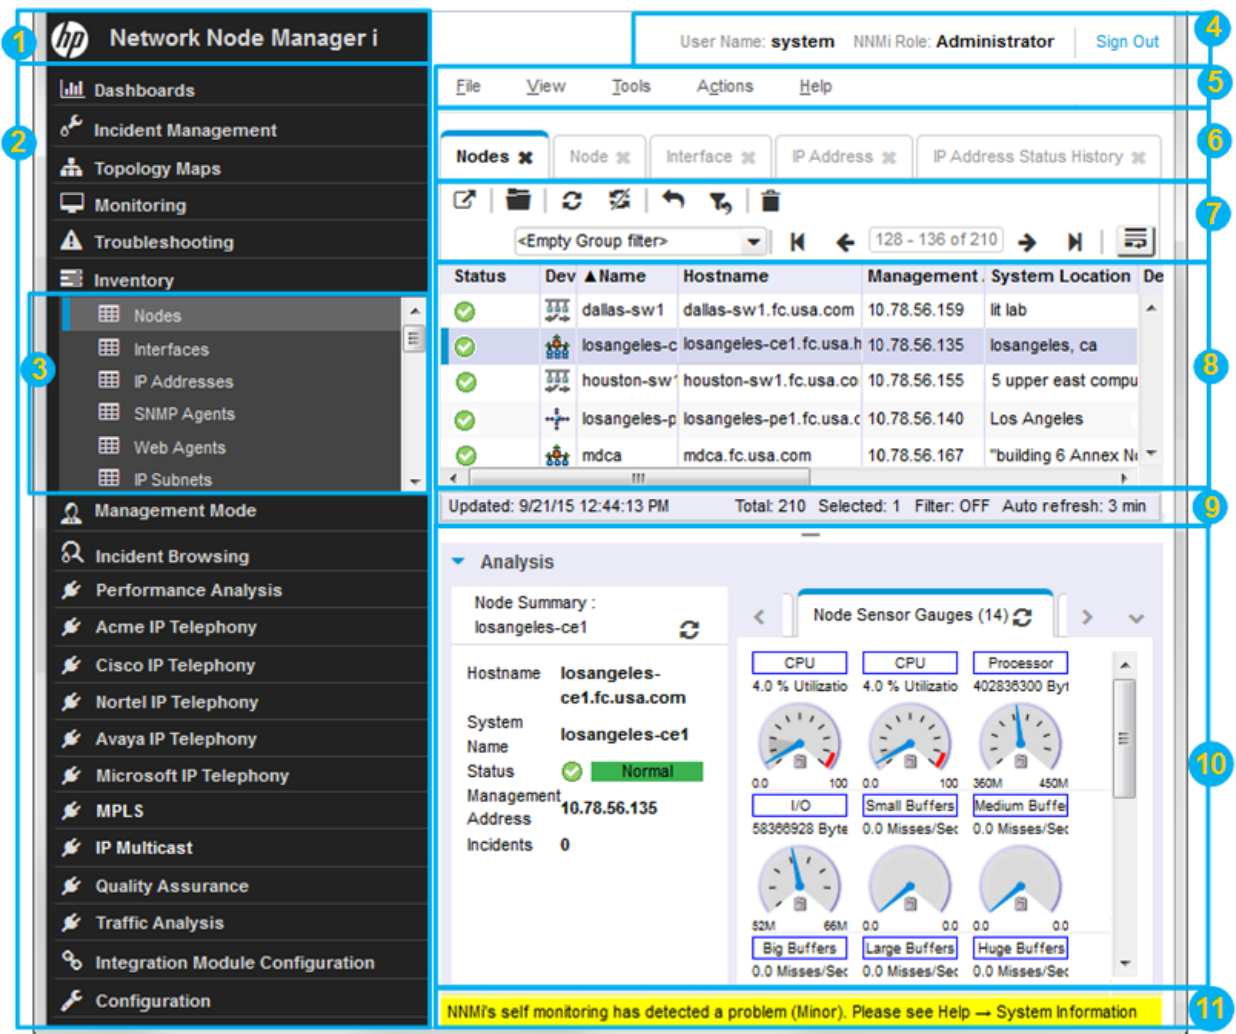 1
hp
Network Node Manager i
User Name: system NNMi Role: Administrator Sign Out
4
2
Dashboards
Incident Management
Topology Maps
Monitoring
Troubleshooting
Inventory
3
Nodes
Interfaces
IP Addresses
SNMP Agents
Web Agents
IP Subnets
Management Mode
Incident Browsing
Performance Analysis
Acme IP Telephony
Cisco IP Telephony
Nortel IP Telephony
Avaya IP Telephony
Microsoft IP Telephony
MPLS
IP Multicast
Quality Assurance
Traffic Analysis
Integration Module Configuration
Configuration
File View Tools Actions Help
5
Nodes Node Interface IP Address IP Address Status History
6
<Empty Group filter> 128 - 136 of 210
7
Status Dev ▲Name Hostname Management System Location De
dallas-sw1 dallas-sw1.fc.usa.com 10.78.56.159 lit lab
losangeles-c losangeles-ce1.fc.usa.h 10.78.56.135 losangeles, ca
houston-sw houston-sw1.fc.usa.co 10.78.56.155 5 upper east compu
losangeles-p losangeles-pe1.fc.usa.c 10.78.56.140 Los Angeles
mdca mdca.fc.usa.com 10.78.56.167 "building 6 Annex
8
Updated: 9/21/15 12:44:13 PM Total: 210 Selected: 1 Filter: OFF Auto refresh: 3 min
9
Analysis
Node Summary :
losangeles-ce1
Hostname losangeles-
ce1.fc.usa.com
System
Name losangeles-ce1
Status Normal
Management
Address 10.78.56.135
Incidents 0
Node Sensor Gauges (14)
CPU CPU Processor
4.0 % Utilizatio 4.0 % Utilizatio 402836300 Byt
0.0 100 0.0 100 360M 450M
I/O Small Buffers Medium Buffe
58366928 Byte 0.0 Misses/Sec 0.0 Misses/Sec
52M 66M 0.0 0.0 0.0 0.0
Big Buffers Large Buffers Huge Buffers
0.0 Misses/Sec 0.0 Misses/Sec 0.0 Misses/Sec
10
NNMi's self monitoring has detected a problem (Minor). Please see Help → System Information
11